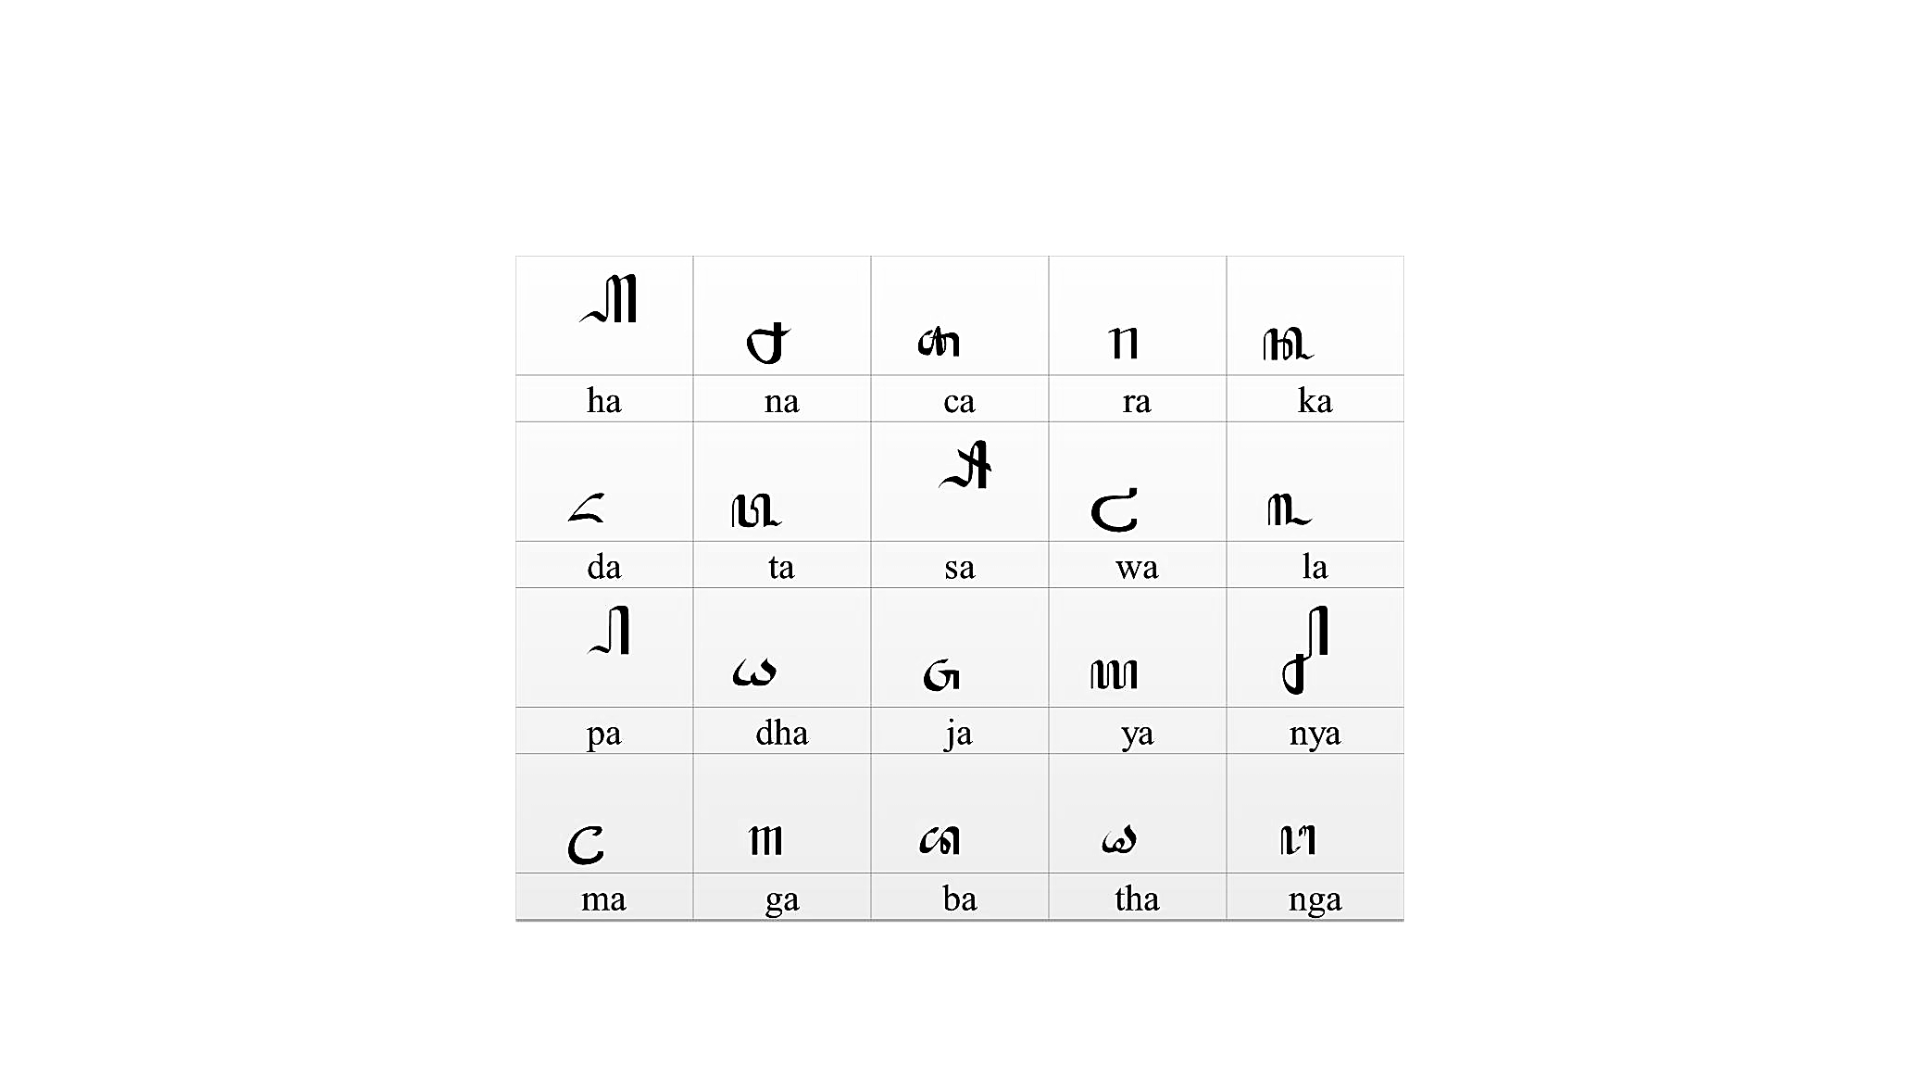 ꧀ꦲ ꧀ꦤ ꧀ꦕ ꧀ꦫ ꧀ꦏ
ha na ca ra ka
꧀ꦢ ꧀ꦠ ꧀ꦱ ꧀ꦮ ꧀ꦭ
da ta sa wa la
꧀ꦥ ꧀ꦝ ꧀ꦗ ꧀ꦪ ꧀ꦚ
pa dha ja ya nya
꧀ꦩ ꧀ꦒ ꧀ꦧ ꧀ꦛ ꧀ꦔ
ma ga ba tha nga